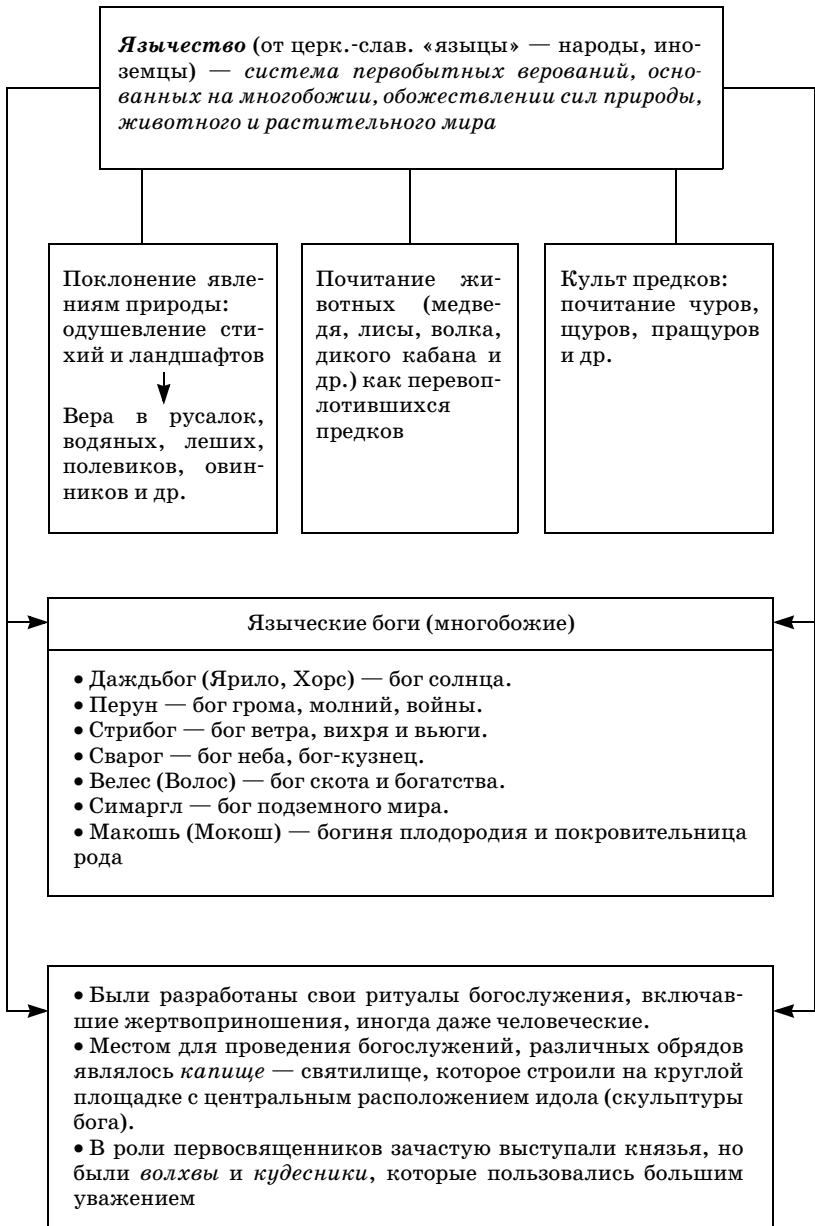 Язычество (от церк.-слав. «языцы» — народы, ино-
земцы) — система первобытных верований, осно-
ванных на многобожии, обожествлении сил природы,
животного и растительного мира
Поклонение явле-
ниям природы:
одушевление сти-
хий и ландшафтов
Вера в русалок,
водяных, леших,
полевиков, овин-
ников и др.
Почитание жи-
вотных (медве-
дя, лисы, волка,
дикого кабана и
др.) как перевоп-
лотившихся
предков
Культ предков:
почитание чуров,
щуров, пращуров
и др.
Языческие боги (многобожие)
• Даждьбог (Ярило, Хорс) — бог солнца.
• Перун — бог грома, молний, войны.
• Стрибог — бог ветра, вихря и вьюги.
• Сварог — бог неба, бог-кузнец.
• Велес (Волос) — бог скота и богатства.
• Симаргл — бог подземного мира.
• Макошь (Мокош) — богиня плодородия и покровительница
рода
• Были разработаны свои ритуалы богослужения, включав-
шие жертвоприношения, иногда даже человеческие.
• Местом для проведения богослужений, различных обрядов
являлось капище — святилище, которое строили на круглой
площадке с центральным расположением идола (скульптуры
бога).
• В роли первосвященников зачастую выступали князья, но
были волхвы и кудесники, которые пользовались большим
уважением